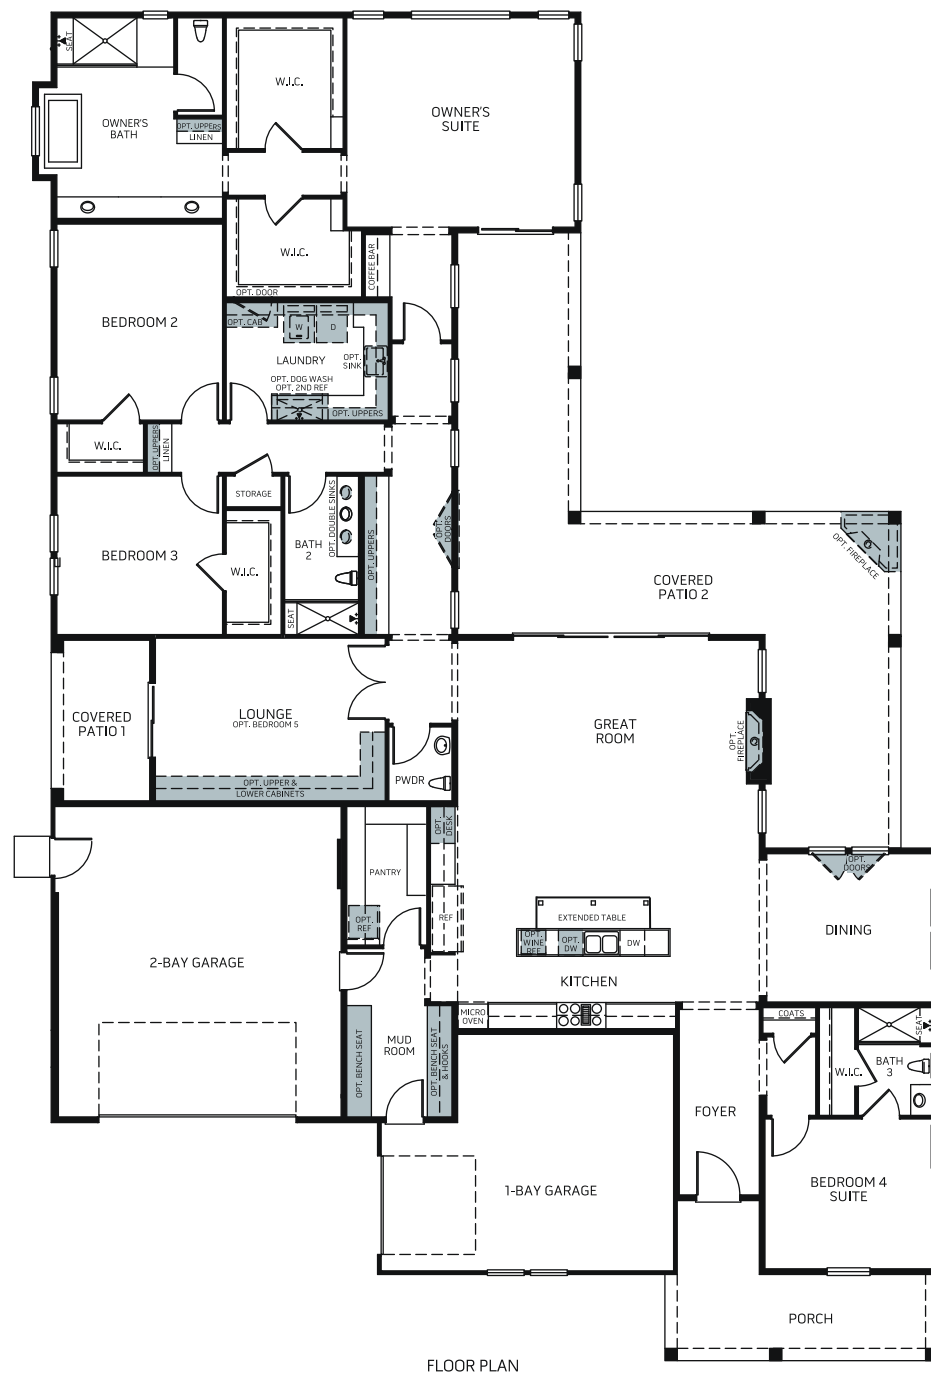 SEAT
OWNER'S
BATH
OPT. UPPERS
LINEN
W.I.C.
OWNER'S
SUITE
W.I.C.
OPT. DOOR
COFFEE BAR
BEDROOM 2
OPT. CAB
W
D
LAUNDRY
OPT.
SINK
OPT. DOG WASH
OPT. 2ND REF
OPT. UPPERS
W.I.C.
OPT. UPPERS
LINEN
STORAGE
BEDROOM 3
W.I.C.
BATH
2
OPT. DOUBLE SINKS
OPT. UPPERS
SEAT
OPT.
DOORS
COVERED
PATIO 2
OPT. FIREPLACE
COVERED
PATIO 1
LOUNGE
OPT. BEDROOM 5
OPT. UPPER &
LOWER CABINETS
PWDR
GREAT
ROOM
OPT.
FIREPLACE
OPT.
DESK
PANTRY
OPT.
REF
REF
EXTENDED TABLE
OPT.
WINE
REF
OPT.
DW
DW
KITCHEN
OPT.
DOORS
DINING
2-BAY GARAGE
MICRO
OVEN
MUD
ROOM
OPT. BENCH SEAT
OPT. BENCH SEAT
& HOOKS
COATS
W.I.C.
SEAT
BATH
3
FOYER
1-BAY GARAGE
BEDROOM 4
SUITE
PORCH
FLOOR PLAN